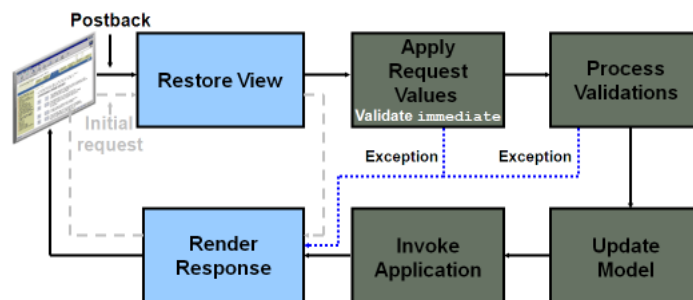 Postback
Restore View
Apply
Request
Values
Validate immediate
Process
Validations
Initial
request
Exception
Exception
Render
Response
Invoke
Application
Update
Model